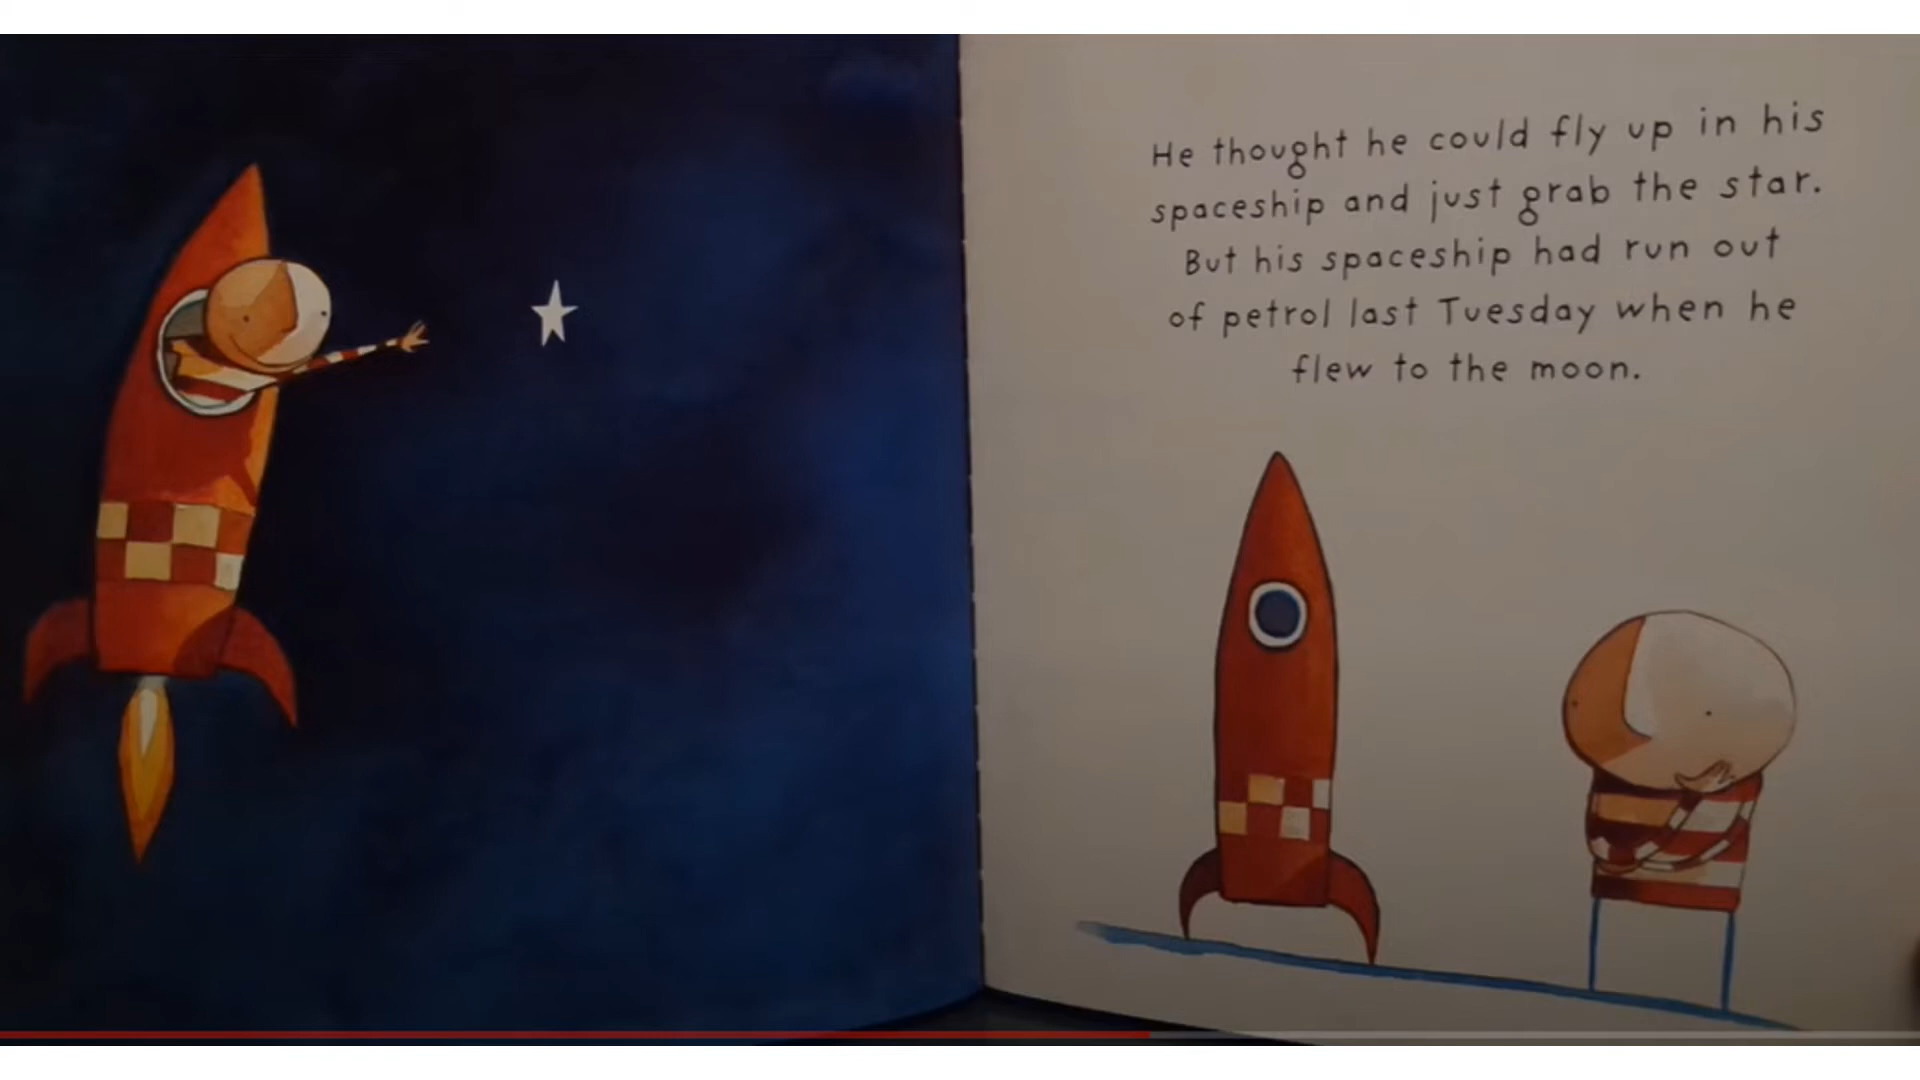 He thought he could fly up in his
spaceship and just grab the star.
But his spaceship had run out
of petrol last Tuesday when he
flew to the moon.